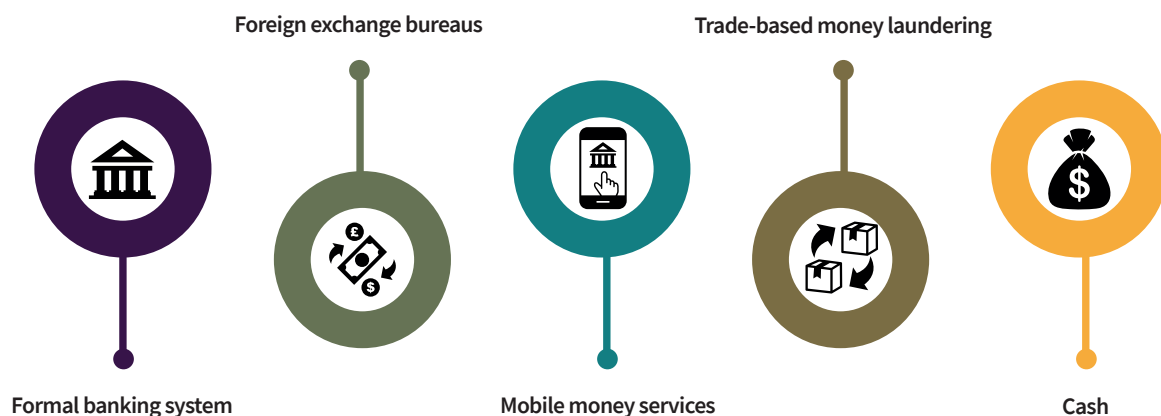 Foreign exchange bureaus
Trade-based money laundering
£
$
$
Formal banking system
Mobile money services
Cash